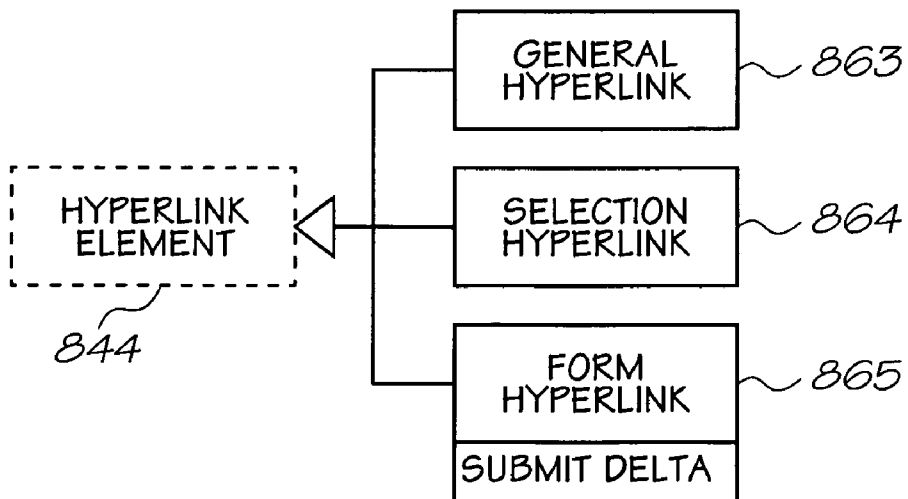 GENERAL
HYPERLINK
863
HYPERLINK
ELEMENT
844
SELECTION
HYPERLINK
864
FORM
HYPERLINK
865
SUBMIT DELTA